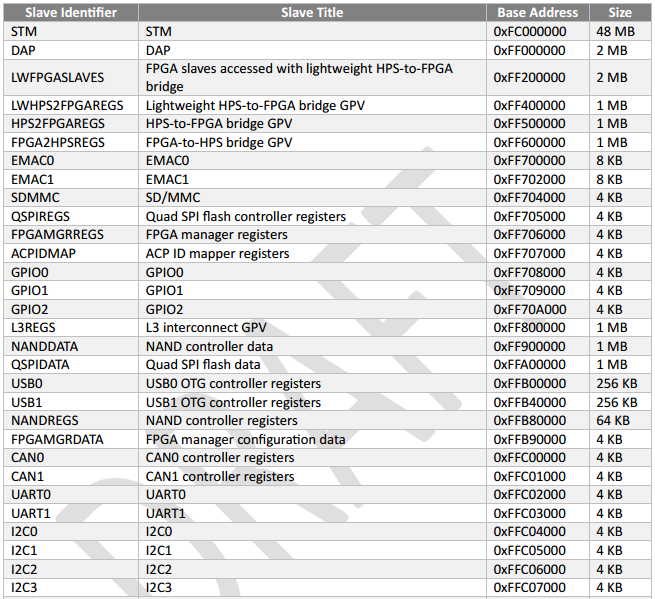 Slave Identifier Slave Title Base Address Size
STM STM 0xFC000000 48 MB
DAP DAP 0xFF000000 2 MB
LWFPGASLAVES FPGA slaves accessed with lightweight HPS-to-FPGA bridge 0xFF200000 2 MB
LWHPS2FPGAREGS Lightweight HPS-to-FPGA bridge GPV 0xFF400000 1 MB
HPS2FPGAREGS HPS-to-FPGA bridge GPV 0xFF500000 1 MB
FPGA2HPSREGS FPGA-to-HPS bridge GPV 0xFF600000 1 MB
EMAC0 EMAC0 0xFF700000 8 KB
EMAC1 EMAC1 0xFF702000 8 KB
SDMMC SD/MMC 0xFF704000 4 KB
QSPIREGS Quad SPI flash controller registers 0xFF705000 4 KB
FPGAMGRREGS FPGA manager registers 0xFF706000 4 KB
ACPIDMAP ACP ID mapper registers 0xFF707000 4 KB
GPIO0 GPIO0 0xFF708000 4 KB
GPIO1 GPIO1 0xFF709000 4 KB
GPIO2 GPIO2 0xFF70A000 4 KB
L3REGS L3 interconnect GPV 0xFF800000 1 MB
NANDDATA NAND controller data 0xFF900000 1 MB
QSPIDATA Quad SPI flash data 0xFFA00000 1 MB
USB0 USB0 OTG controller registers 0xFFB00000 256 KB
USB1 USB1 OTG controller registers 0xFFB40000 256 KB
NANDREGS NAND controller registers 0xFFB80000 64 KB
FPGAMGRDATA FPGA manager configuration data 0xFFB90000 4 KB
CAN0 CAN0 controller registers 0xFFC00000 4 KB
CAN1 CAN1 controller registers 0xFFC01000 4 KB
UART0 UART0 0xFFC02000 4 KB
UART1 UART1 0xFFC03000 4 KB
I2C0 I2C0 0xFFC04000 4 KB
I2C1 I2C1 0xFFC05000 4 KB
I2C2 I2C2 0xFFC06000 4 KB
I2C3 I2C3 0xFFC07000 4 KB
DRAFT